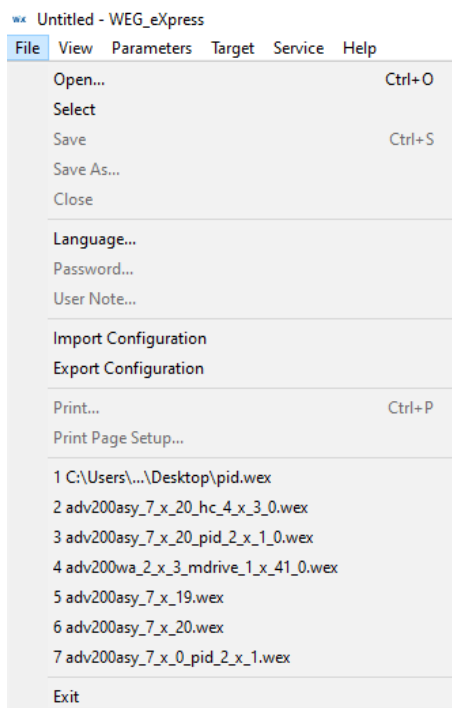 wx Untitled - WEG_eXpress
File View Parameters Target Service Help
Open... Ctrl+O
Select
Save Ctrl+S
Save As...
Close
Language...
Password...
User Note...
Import Configuration
Export Configuration
Print... Ctrl+P
Print Page Setup...
1 C:\Users\...\Desktop\pid.wex
2 adv200asy_7_x_20_hc_4_x_3_0.wex
3 adv200asy_7_x_20_pid_2_x_1_0.wex
4 adv200wa_2_x_3_mdrive_1_x_41_0.wex
5 adv200asy_7_x_19.wex
6 adv200asy_7_x_20.wex
7 adv200asy_7_x_0_pid_2_x_1.wex
Exit